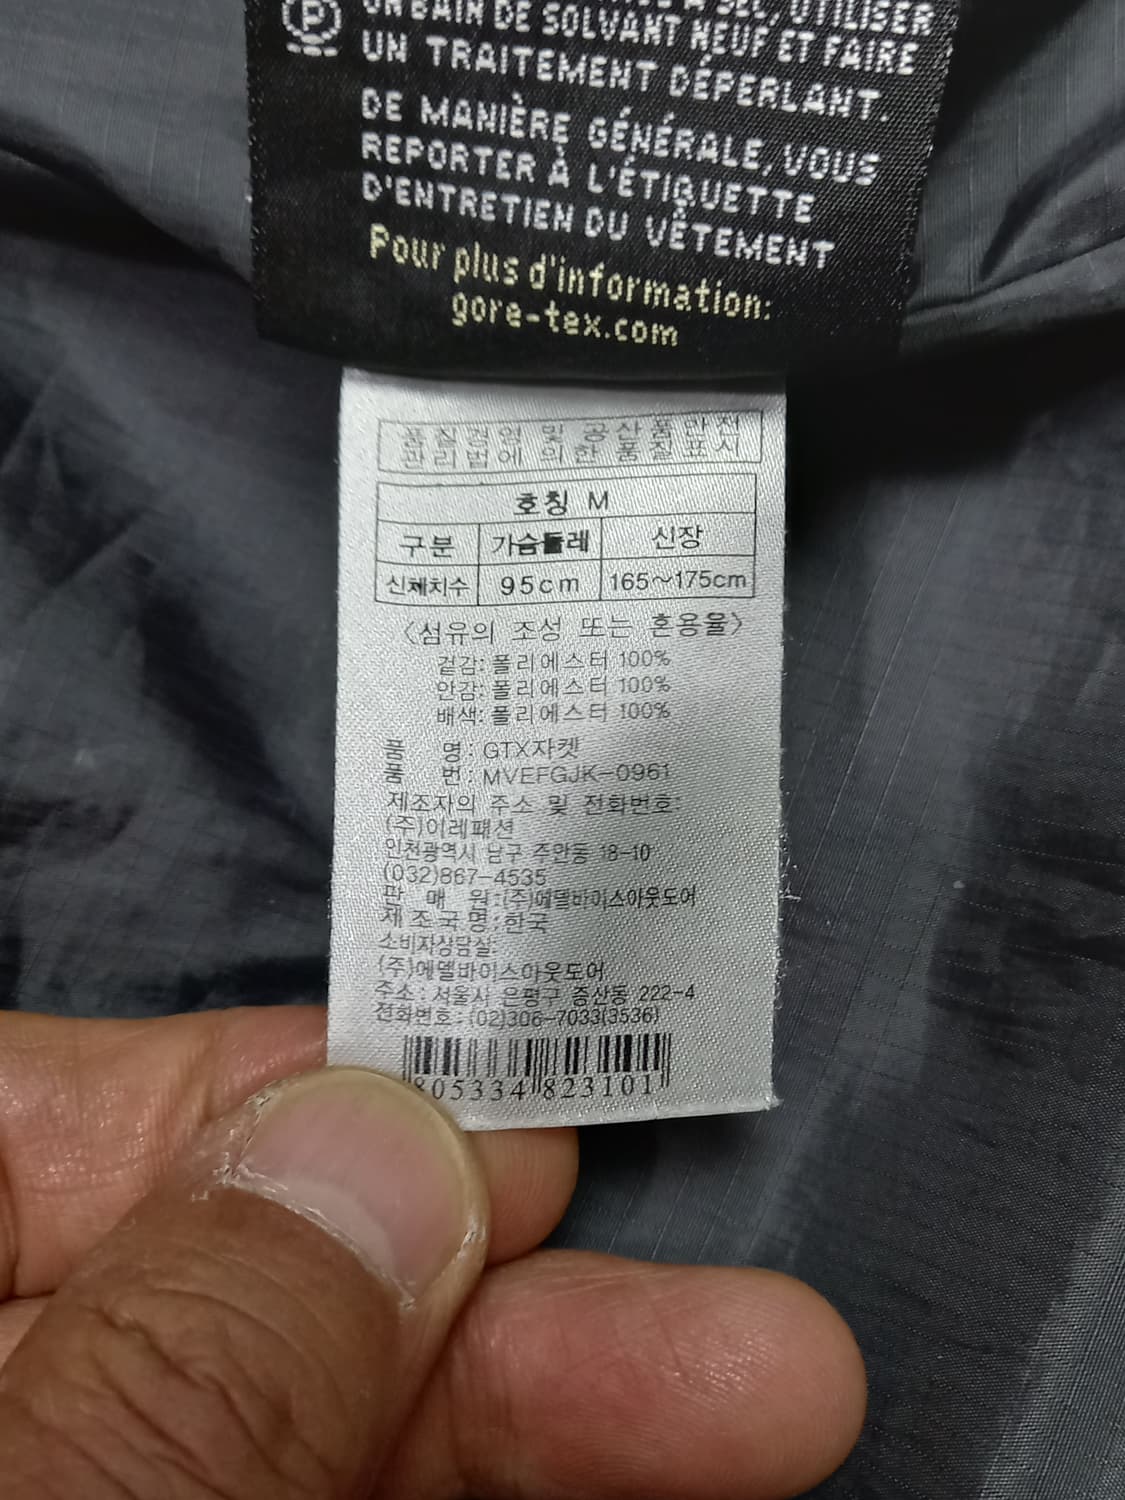 À SEC, UTILISER
UN BAIN DE SOLVANT NEUF ET FAIRE
UN TRAITEMENT DÉPERLANT.
DE MANIÈRE GÉNÉRALE, VOUS
REPORTER À L'ÉTIQUETTE
D'ENTRETIEN DU VÊTEMENT
Pour plus d'information:
gore-tex.com
품질경영 및 공산품안전
관리법에 의한 품질표시
호칭 M
구분 가슴둘레 신장
신체치수 95cm 165~175cm
<섬유의 조성 또는 혼용율>
겉감: 폴리에스터 100%
안감: 폴리에스터 100%
배색: 폴리에스터 100%
품 명: GTX자켓
품 번: MVEFGJK-0961
제조자의 주소 및 전화번호:
(주)이레패션
인천광역시 남구 주안동 18-10
(032)867-4535
판 매 원:(주)에델바이스아웃도어
제조국명:한국
소비자상담실:
(주)에델바이스아웃도어
주소: 서울시 은평구 증산동 222-4
전화번호: (02)306-7033(3536)
805334 823101